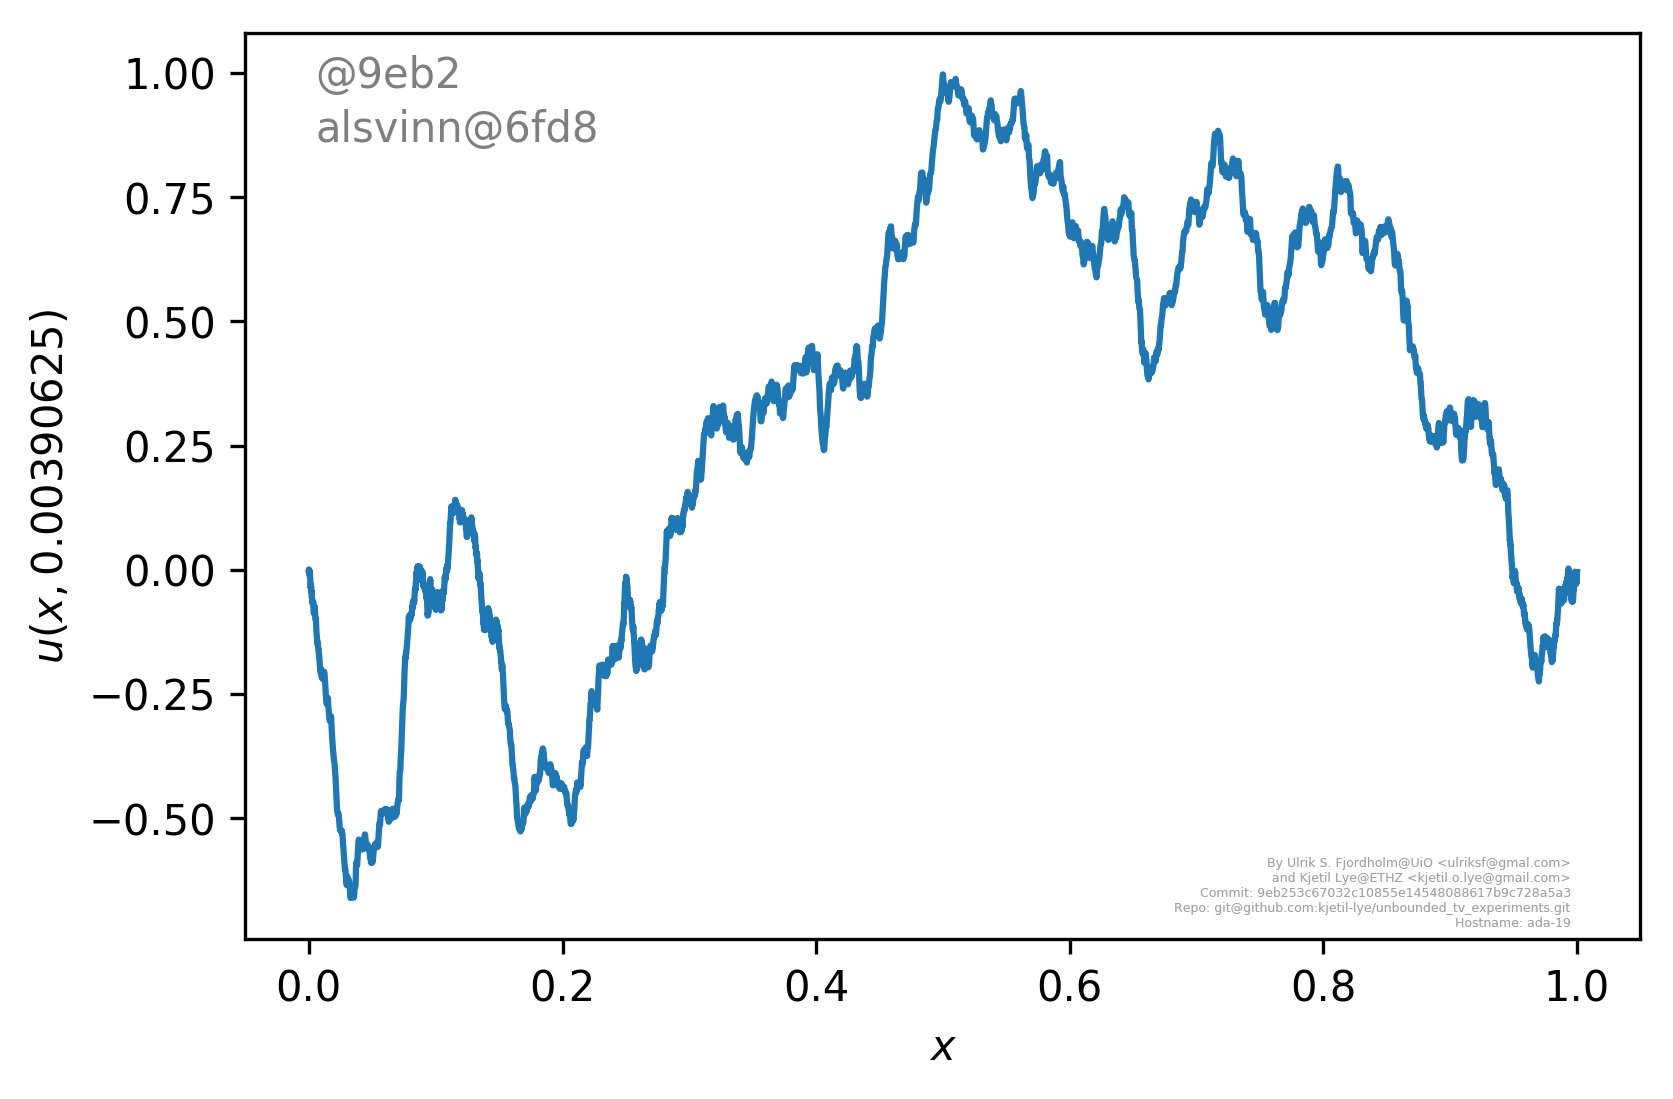 @9eb2
alsvinn@6fd8
1.00
0.75
0.50
0.25
0.00
−0.25
−0.50
u(x, 0.00390625)
0.0 0.2 0.4 0.6 0.8 1.0
x
By Ulrik S. Fjordholm@UiO <ulriksf@gmal.com>
and Kjetil Lye@ETHZ <kjetil.o.lye@gmail.com>
Commit: 9eb253c67032c10855e14548088617b9c728a5a3
Repo: git@github.com:kjetil-lye/unbounded_tv_experiments.git
Hostname: ada-19